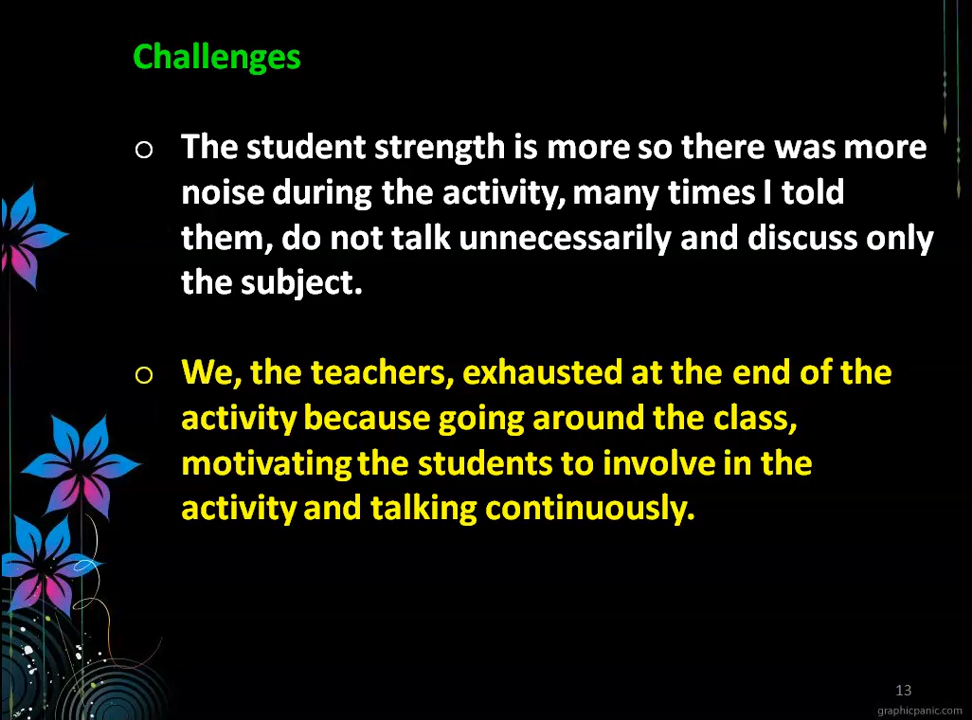 Challenges
The student strength is more so there was more
noise during the activity, many times I told
them, do not talk unnecessarily and discuss only
the subject.
We, the teachers, exhausted at the end of the
activity because going around the class,
motivating the students to involve in the
activity and talking continuously.
13
graphicpanic.com